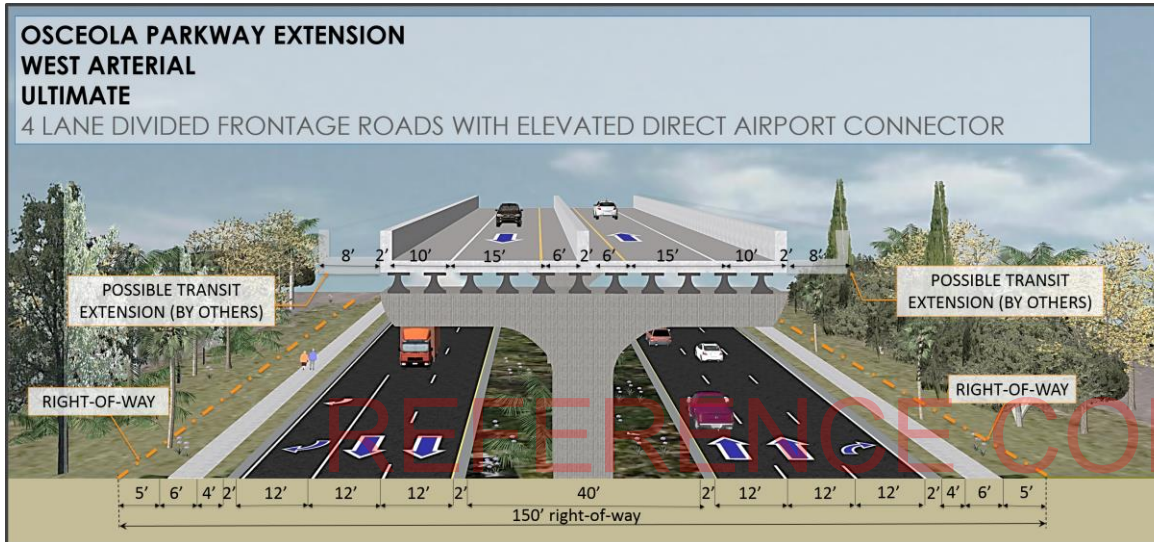 OSCEOLA PARKWAY EXTENSION
WEST ARTERIAL
ULTIMATE
4 LANE DIVIDED FRONTAGE ROADS WITH ELEVATED DIRECT AIRPORT CONNECTOR
8’ 2’ 10’ 15’ 6’ 2’ 6’ 15’ 10’ 2’ 8’
POSSIBLE TRANSIT
EXTENSION (BY OTHERS)
POSSIBLE TRANSIT
EXTENSION (BY OTHERS)
RIGHT-OF-WAY
RIGHT-OF-WAY
REFERENCE CO
5’ 6’ 4’ 2’ 12’ 12’ 12’ 2’ 40’ 2’ 12’ 12’ 12’ 2’ 4’ 6’ 5’
150’ right-of-way